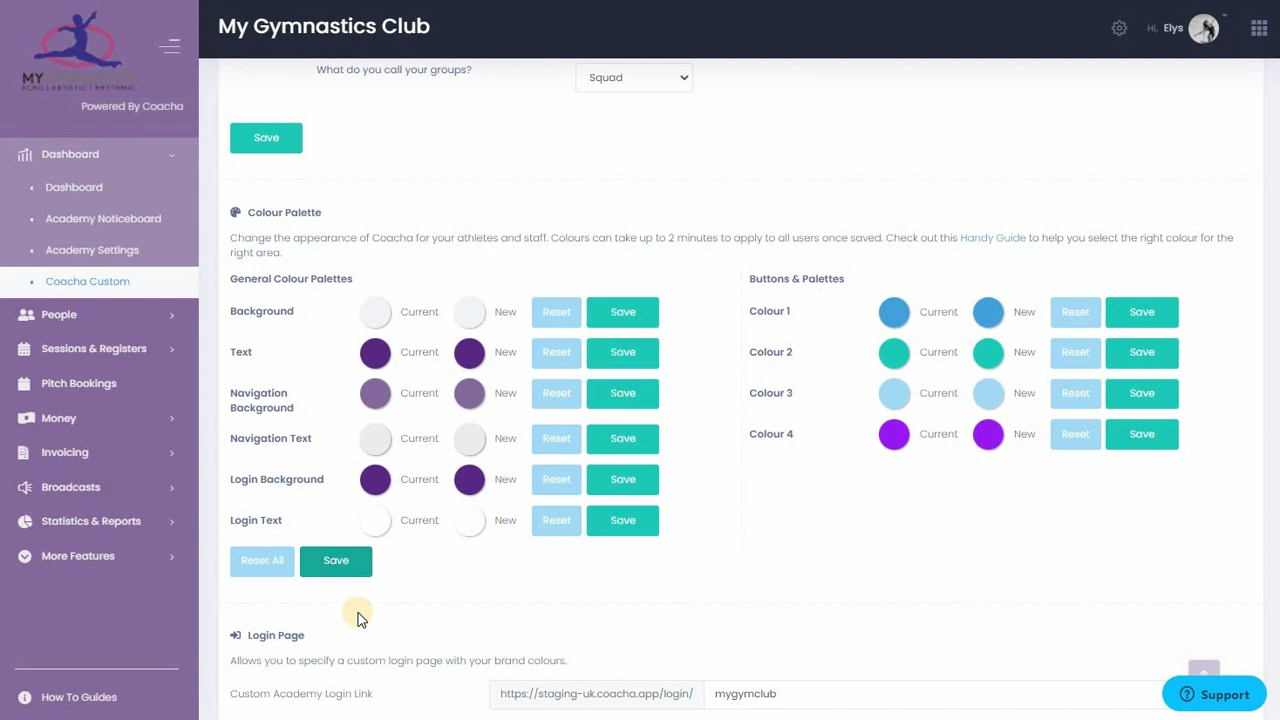 My Gymnastics Club
Hi, Elys
ACRO | ARTISTIC | RHYTHMIC
Powered By Coacha
Dashboard
Dashboard
Academy Noticeboard
Academy Settings
Coacha Custom
People
Sessions & Registers
Pitch Bookings
Money
Invoicing
Broadcasts
Statistics & Reports
More Features
How To Guides
What do you call your groups?
Squad
Save
Colour Palette
Change the appearance of Coacha for your athletes and staff. Colours can take up to 2 minutes to apply to all users once saved. Check out this Handy Guide to help you select the right colour for the
right area.
General Colour Palettes
Background Current New Reset Save
Text Current New Reset Save
Navigation
Background Current New Reset Save
Navigation Text Current New Reset Save
Login Background Current New Reset Save
Login Text Current New Reset Save
Reset All Save
Buttons & Palettes
Colour 1 Current New Reset Save
Colour 2 Current New Reset Save
Colour 3 Current New Reset Save
Colour 4 Current New Reset Save
Login Page
Allows you to specify a custom login page with your brand colours.
Custom Academy Login Link https://staging-uk.coacha.app/login/ mygymclub
Support